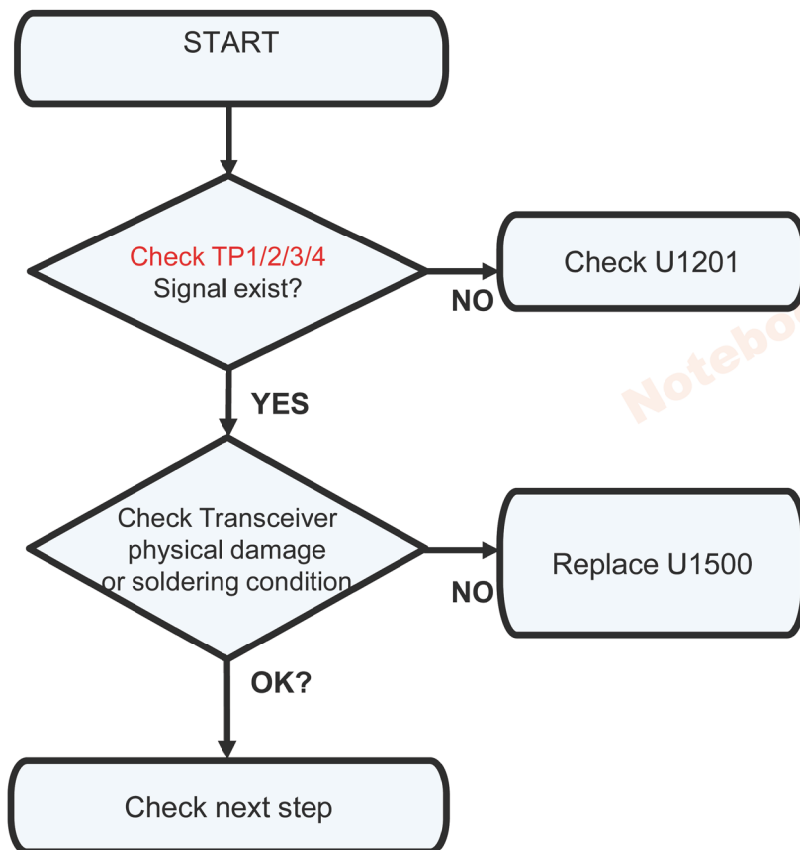 START
Check TP1/2/3/4
Signal exist?
NO
Check U1201
YES
Check Transceiver
physical damage
or soldering condition
NO
Replace U1500
OK?
Check next step